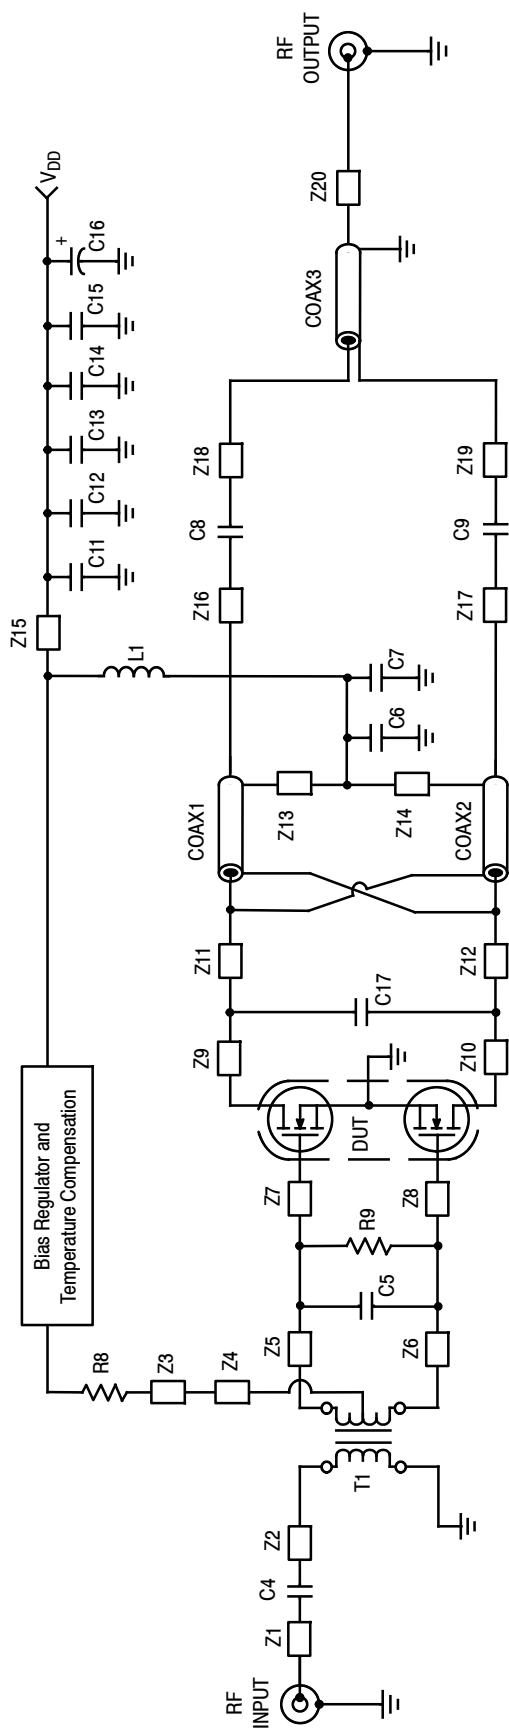 RF
INPUT
Z1
C4
Z2
T1
R8
Z3
Z4
Z5
Z6
C5
R9
Z7
Z8
DUT
Bias Regulator and
Temperature Compensation
Z9
Z10
C17
Z11
Z12
COAX1
COAX2
Z13
Z14
C6
C7
L1
Z15
C11
C12
C13
C14
C15
C16
+
VDD
Z16
Z17
C8
C9
Z18
Z19
COAX3
Z20
RF
OUTPUT